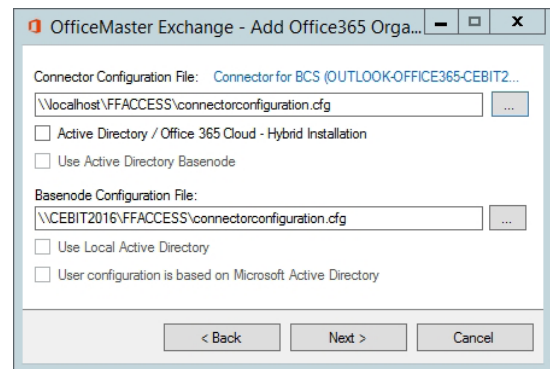 OfficeMaster Exchange - Add Office365 Orga...
Connector Configuration File: Connector for BCS (OUTLOOK-OFFICE365-CEBIT2...
\\localhost\FFACCESS\connectorconfiguration.cfg ...
Active Directory / Office 365 Cloud - Hybrid Installation
Use Active Directory Basenode
Basenode Configuration File:
\\CEBIT2016\FFACCESS\connectorconfiguration.cfg ...
Use Local Active Directory
User configuration is based on Microsoft Active Directory
< Back Next > Cancel